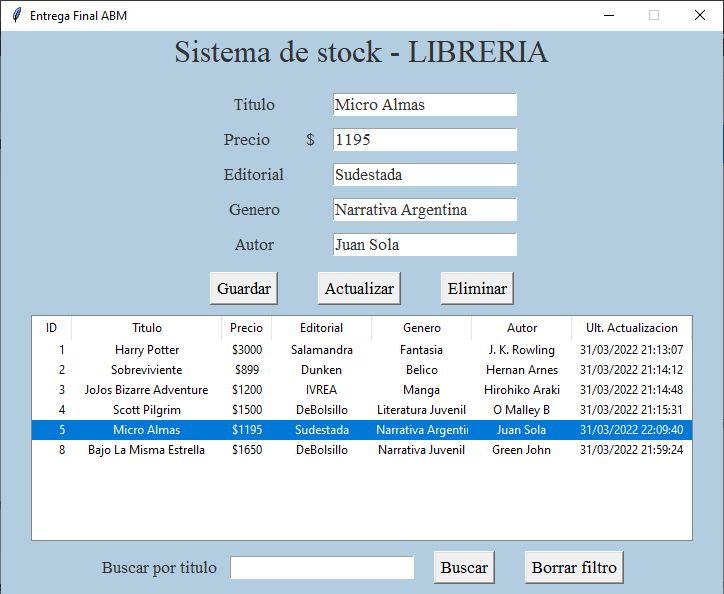 Entrega Final ABM
Sistema de stock - LIBRERIA
Titulo Micro Almas
Precio $ 1195
Editorial Sudestada
Genero Narrativa Argentina
Autor Juan Sola
Guardar Actualizar Eliminar
ID Titulo Precio Editorial Genero Autor Ult. Actualizacion
1 Harry Potter $3000 Salamandra Fantasia J. K. Rowling 31/03/2022 21:13:07
2 Sobreviviente $899 Dunken Belico Hernan Arnes 31/03/2022 21:14:12
3 JoJos Bizarre Adventure $1200 IVREA Manga Hirohiko Araki 31/03/2022 21:14:48
4 Scott Pilgrim $1500 DeBolsillo Literatura Juvenil O Malley B 31/03/2022 21:15:31
5 Micro Almas $1195 Sudestada Narrativa Argenti Juan Sola 31/03/2022 22:09:40
8 Bajo La Misma Estrella $1650 DeBolsillo Narrativa Juvenil Green John 31/03/2022 21:59:24
Buscar por titulo Buscar Borrar filtro